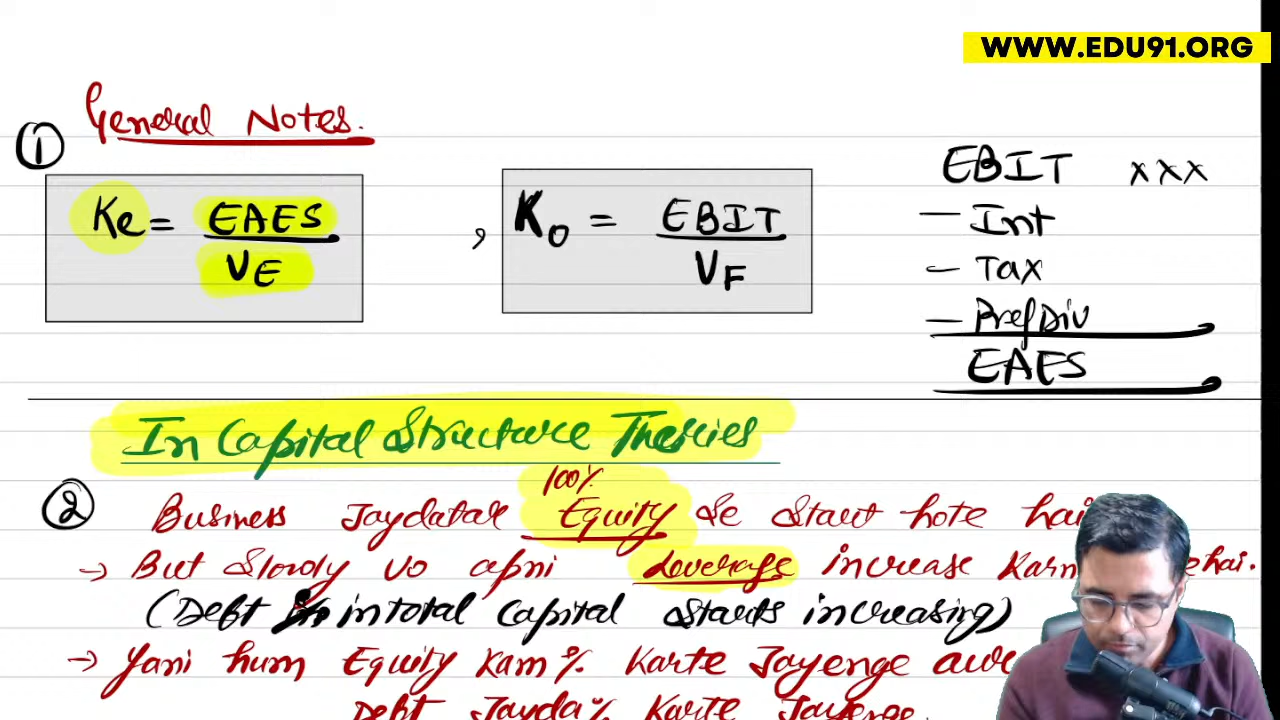 WWW.EDU91.ORG
General Notes.
①
Ke = EAES / VE , Ko = EBIT / VF
EBIT xxx
- Int
- Tax
- Pref Div
EAES
In Capital Structure Theories
② Business Jaydatar 100% Equity Se Start hote hai
→ But Slowly vo apni Leverage increase Karn ehai.
(Debt in total Capital Starts increasing)
→ Yani hum Equity Kam % Karte Jayenge
Debt Jayda % Karte Jayenge.